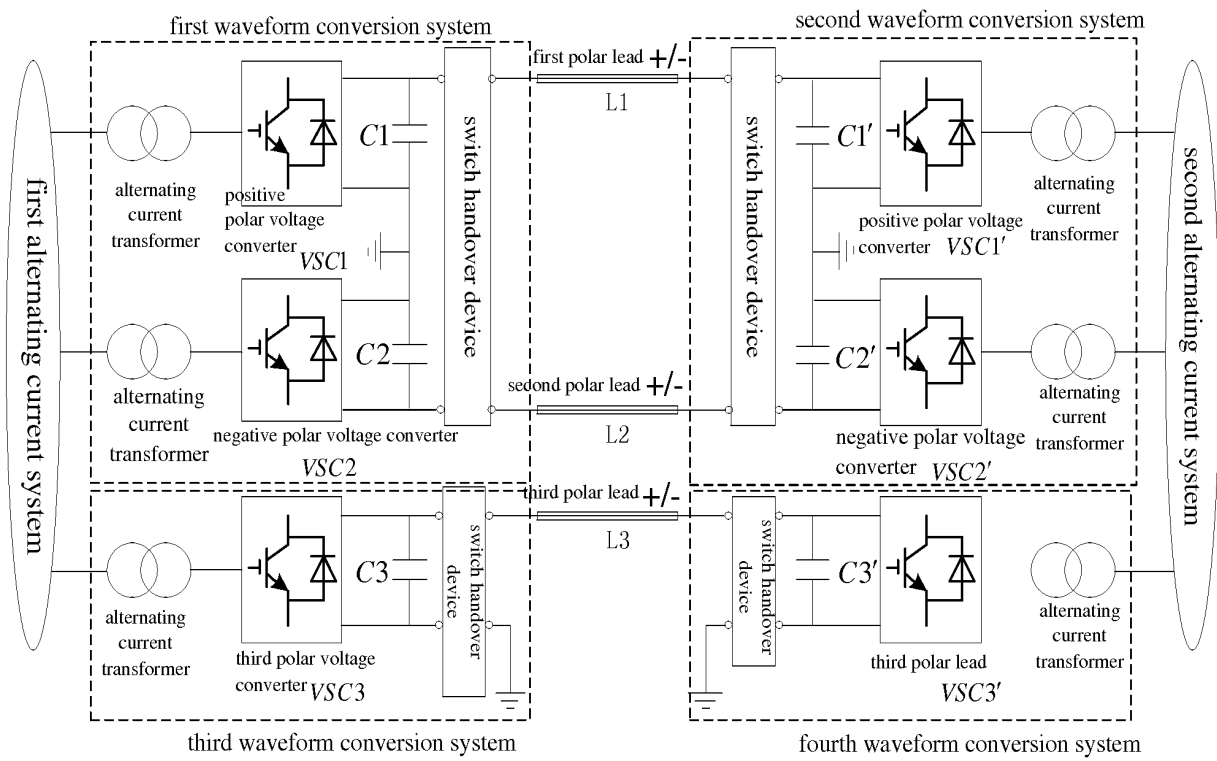 first waveform conversion system
second waveform conversion system
first polar lead +/-
L1
first alternating current system
alternating
current
transformer
positive
polar voltage
converter VSC1
C1
switch handover device
switch handover device
C1′
positive polar voltage
converter VSC1′
alternating
current
transformer
second alternating current system
alternating
current
transformer
C2
negative polar voltage converter
VSC2
second polar lead +/-
L2
C2′
negative polar voltage
converter VSC2′
alternating
current
transformer
third polar lead +/-
L3
alternating
current
transformer
C3
third polar voltage
converter VSC3
switch handover
device
switch handover
device
C3′
third polar lead
VSC3′
alternating
current
transformer
third waveform conversion system
fourth waveform conversion system